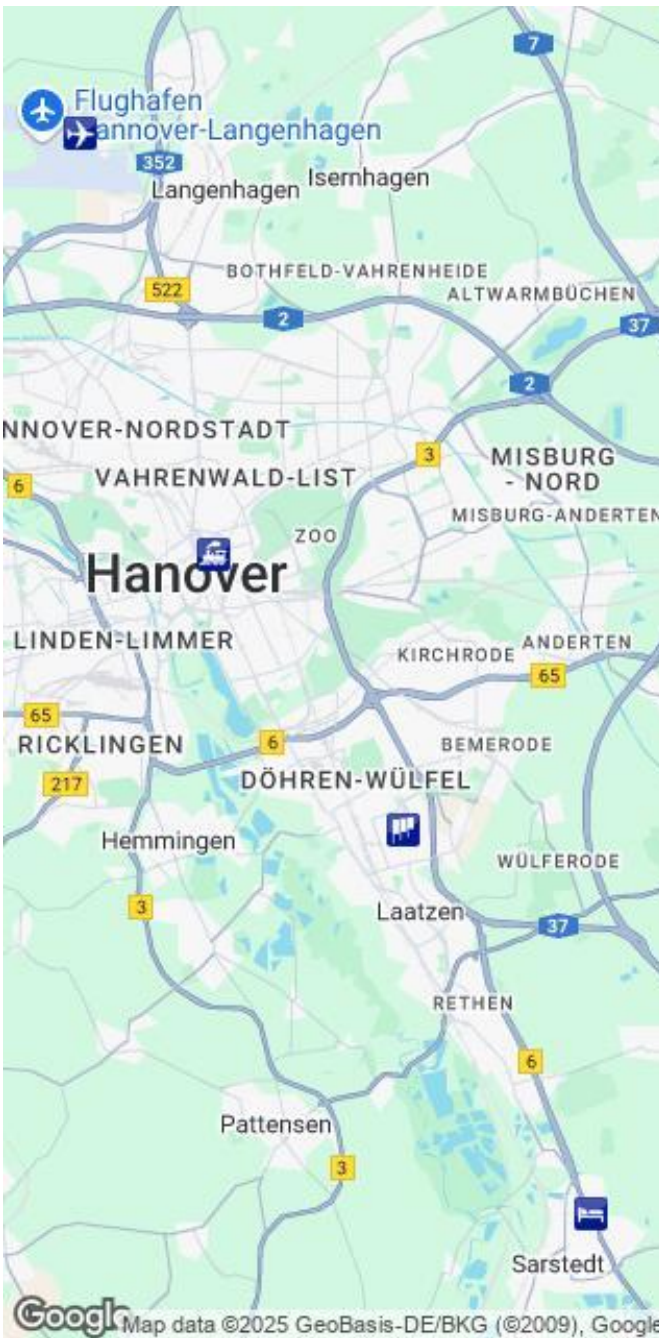 7
Flughafen
annover-Langenhagen
352
Langenhagen
Isernhagen
BOTHFELD-VAHRENHEIDE
522
ALTWARMBÜCHEN
2
37
2
NNOVER-NORDSTADT
3
MISBURG
- NORD
VAHRENWALD-LIST
6
MISBURG-ANDERTEN
ZOO
Hanover
LINDEN-LIMMER
KIRCHRODE
ANDERTEN
65
65
RICKLINGEN
6
BEMERODE
217
DÖHREN-WÜLFEL
Hemmingen
WÜLFERODE
3
Laatzen
37
RETHEN
6
Pattensen
3
Sarstedt
Google
Map data ©2025 GeoBasis-DE/BKG (©2009), Google